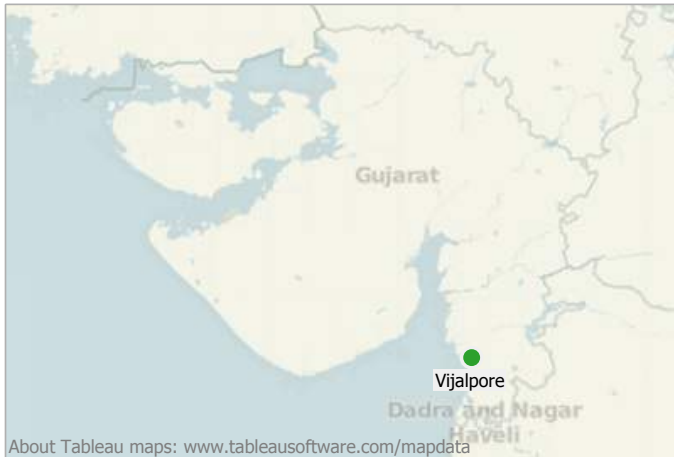 Gujarat
Vijalpore
Dadra and Nagar
Haveli
About Tableau maps: www.tableausoftware.com/mapdata